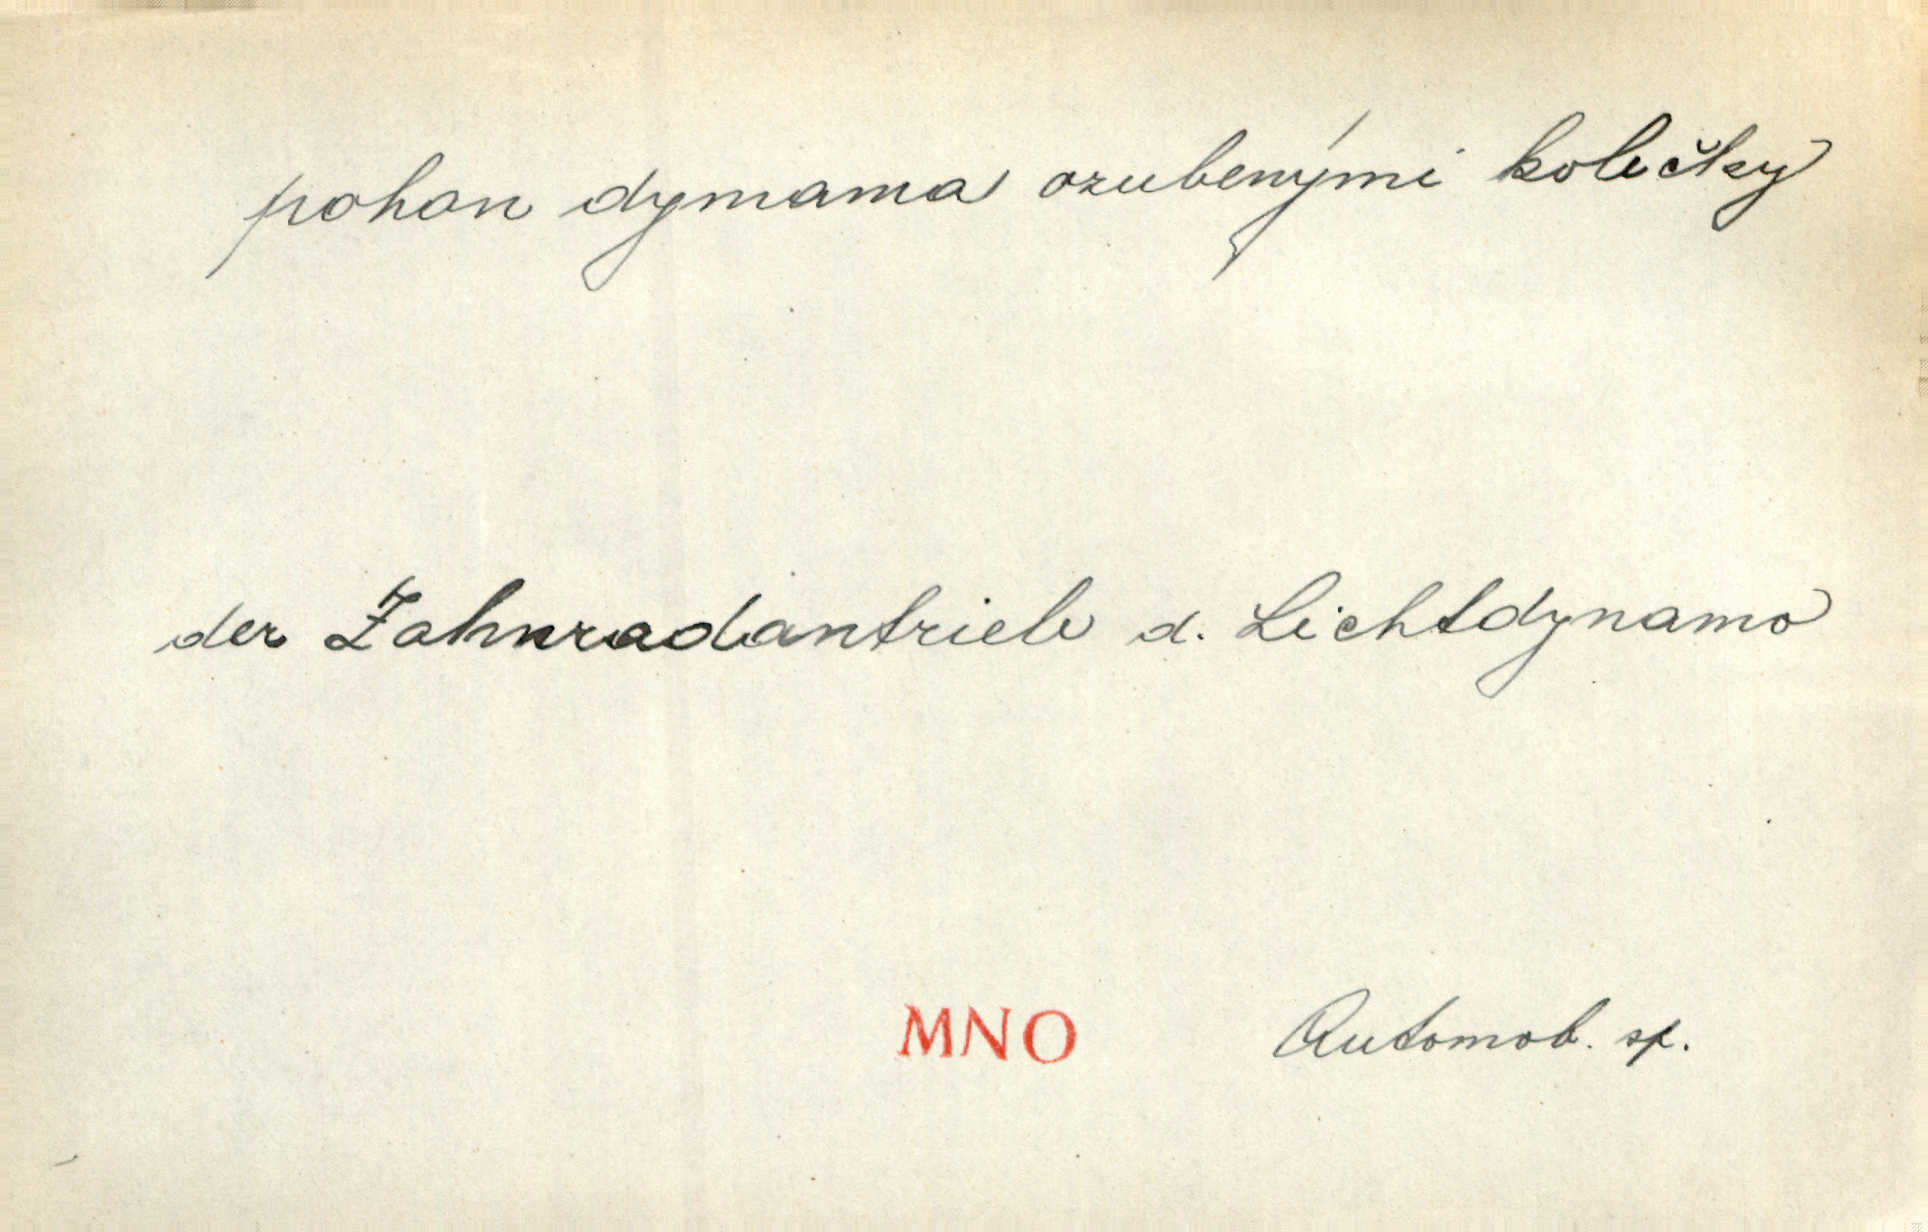 pohon dynama ozubenými kolečky
der Zahnradantrieb d. Lichtdynamo
MNO Automob. sp.